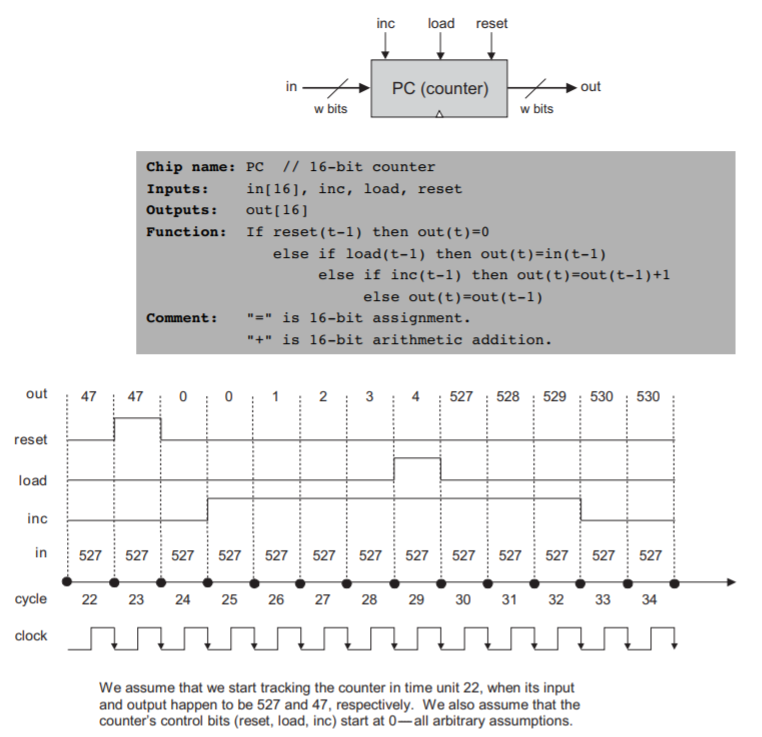 inc load reset
in PC (counter) out
w bits w bits
Chip name: PC // 16-bit counter
Inputs: in[16], inc, load, reset
Outputs: out[16]
Function: If reset(t-1) then out(t)=0
else if load(t-1) then out(t)=in(t-1)
else if inc(t-1) then out(t)=out(t-1)+1
else out(t)=out(t-1)
Comment: "=" is 16-bit assignment.
"+" is 16-bit arithmetic addition.
out 47 47 0 0 1 2 3 4 527 528 529 530 530
reset
load
inc
in 527 527 527 527 527 527 527 527 527 527 527 527 527
cycle 22 23 24 25 26 27 28 29 30 31 32 33 34
clock
We assume that we start tracking the counter in time unit 22, when its input
and output happen to be 527 and 47, respectively. We also assume that the
counter's control bits (reset, load, inc) start at 0—all arbitrary assumptions.